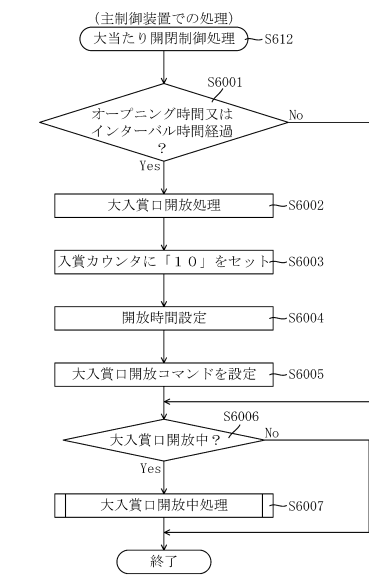 (主制御装置での処理)
大当たり開閉制御処理
S612
S6001
オープニング時間又は
インターバル時間経過
?
No
Yes
大入賞口開放処理
S6002
入賞カウンタに「10」をセット
S6003
開放時間設定
S6004
大入賞口開放コマンドを設定
S6005
S6006
大入賞口開放中?
No
Yes
大入賞口開放中処理
S6007
終了